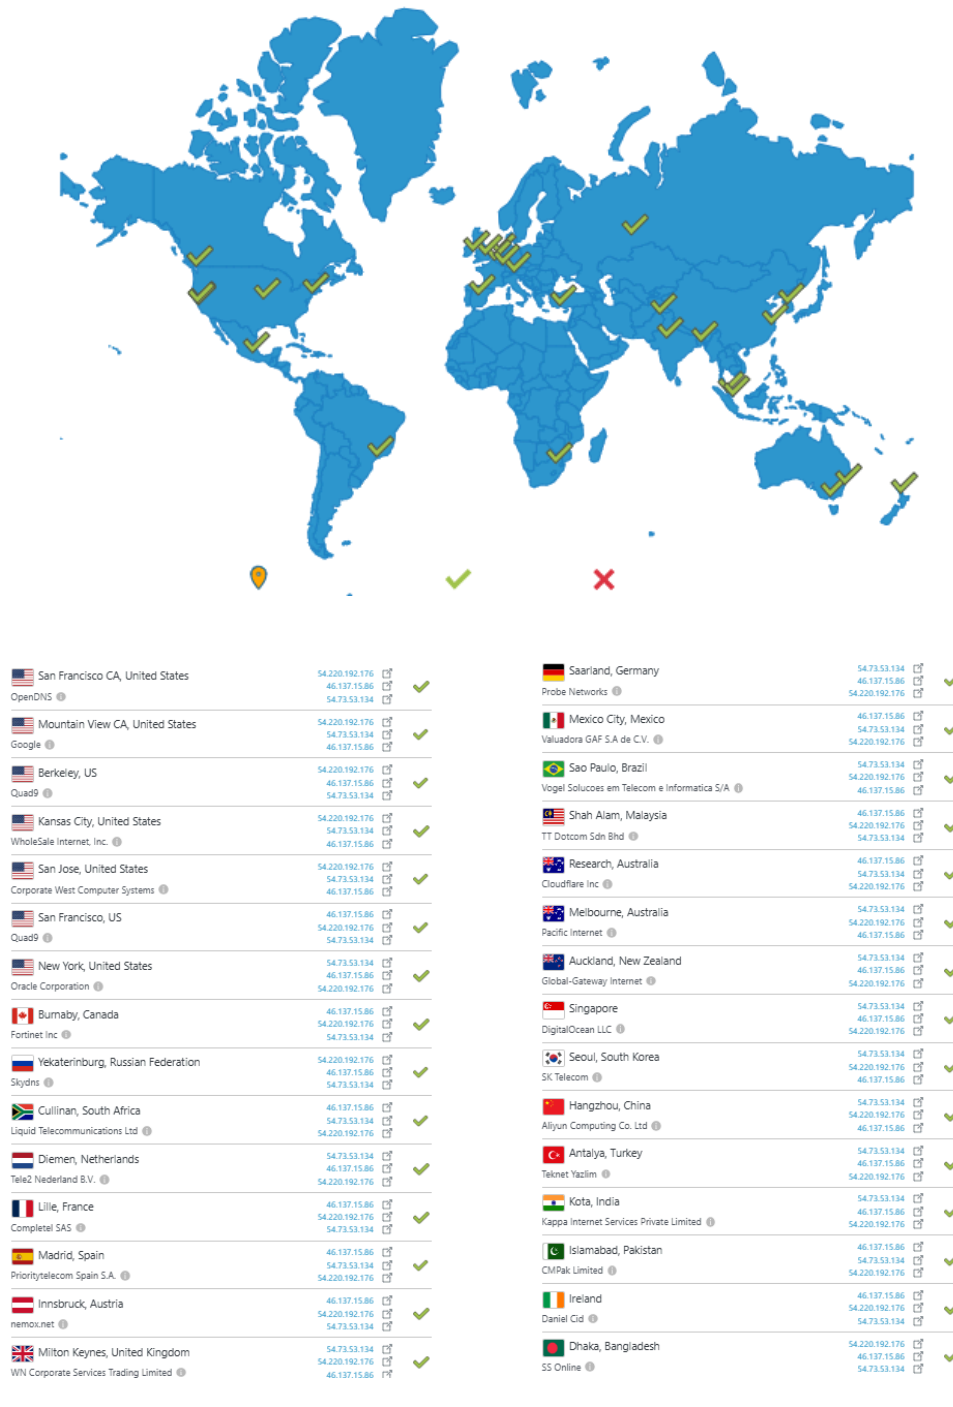 San Francisco CA, United States
OpenDNS
54.220.192.176
46.137.15.86
54.73.53.134
Mountain View CA, United States
Google
54.220.192.176
54.73.53.134
46.137.15.86
Berkeley, US
Quad9
54.220.192.176
46.137.15.86
54.73.53.134
Kansas City, United States
WholeSale Internet, Inc.
54.220.192.176
54.73.53.134
46.137.15.86
San Jose, United States
Corporate West Computer Systems
54.220.192.176
54.73.53.134
46.137.15.86
San Francisco, US
Quad9
46.137.15.86
54.220.192.176
54.73.53.134
New York, United States
Oracle Corporation
54.73.53.134
46.137.15.86
54.220.192.176
Burnaby, Canada
Fortinet Inc
46.137.15.86
54.220.192.176
54.73.53.134
Yekaterinburg, Russian Federation
Skydns
54.220.192.176
46.137.15.86
54.73.53.134
Cullinan, South Africa
Liquid Telecommunications Ltd
46.137.15.86
54.73.53.134
54.220.192.176
Diemen, Netherlands
Tele2 Nederland B.V.
54.73.53.134
46.137.15.86
54.220.192.176
Lille, France
Completel SAS
46.137.15.86
54.220.192.176
54.73.53.134
Madrid, Spain
Prioritytelecom Spain S.A.
46.137.15.86
54.73.53.134
54.220.192.176
Innsbruck, Austria
nemox.net
46.137.15.86
54.220.192.176
54.73.53.134
Milton Keynes, United Kingdom
WN Corporate Services Trading Limited
54.73.53.134
54.220.192.176
46.137.15.86
Saarland, Germany
Probe Networks
54.73.53.134
46.137.15.86
54.220.192.176
Mexico City, Mexico
Valuadora GAF S.A de C.V.
46.137.15.86
54.73.53.134
54.220.192.176
Sao Paulo, Brazil
Vogel Solucoes em Telecom e Informatica S/A
54.73.53.134
54.220.192.176
46.137.15.86
Shah Alam, Malaysia
TT Dotcom Sdn Bhd
46.137.15.86
54.220.192.176
54.73.53.134
Research, Australia
Cloudflare Inc
46.137.15.86
54.73.53.134
54.220.192.176
Melbourne, Australia
Pacific Internet
54.73.53.134
54.220.192.176
46.137.15.86
Auckland, New Zealand
Global-Gateway Internet
54.73.53.134
46.137.15.86
54.220.192.176
Singapore
DigitalOcean LLC
54.73.53.134
46.137.15.86
54.220.192.176
Seoul, South Korea
SK Telecom
54.73.53.134
54.220.192.176
46.137.15.86
Hangzhou, China
Aliyun Computing Co. Ltd
54.73.53.134
54.220.192.176
46.137.15.86
Antalya, Turkey
Teknet Yazlim
54.73.53.134
46.137.15.86
54.220.192.176
Kota, India
Kappa Internet Services Private Limited
54.73.53.134
46.137.15.86
54.220.192.176
Islamabad, Pakistan
CMPak Limited
46.137.15.86
54.73.53.134
54.220.192.176
Ireland
Daniel Cid
46.137.15.86
54.220.192.176
54.73.53.134
Dhaka, Bangladesh
SS Online
54.220.192.176
46.137.15.86
54.73.53.134